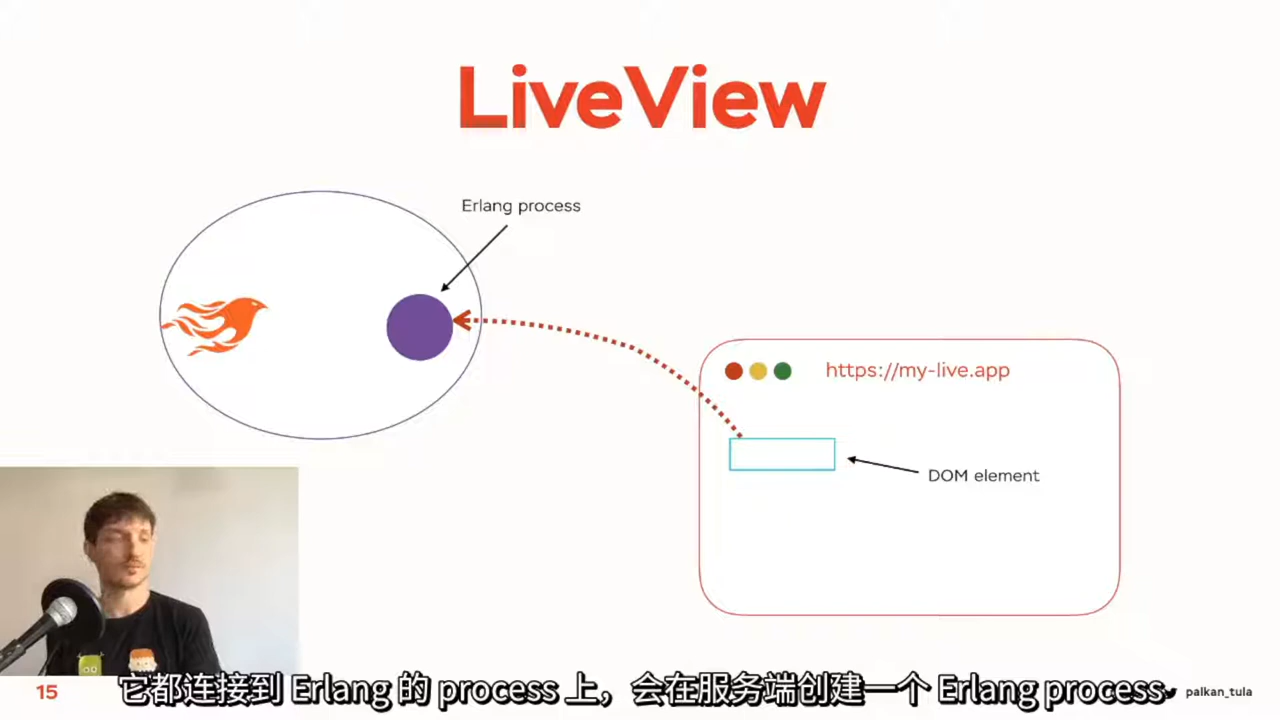 LiveView
Erlang process
https://my-live.app
DOM element
它都连接到 Erlang 的 process 上，会在服务端创建一个 Erlang process
15
palkan_tula